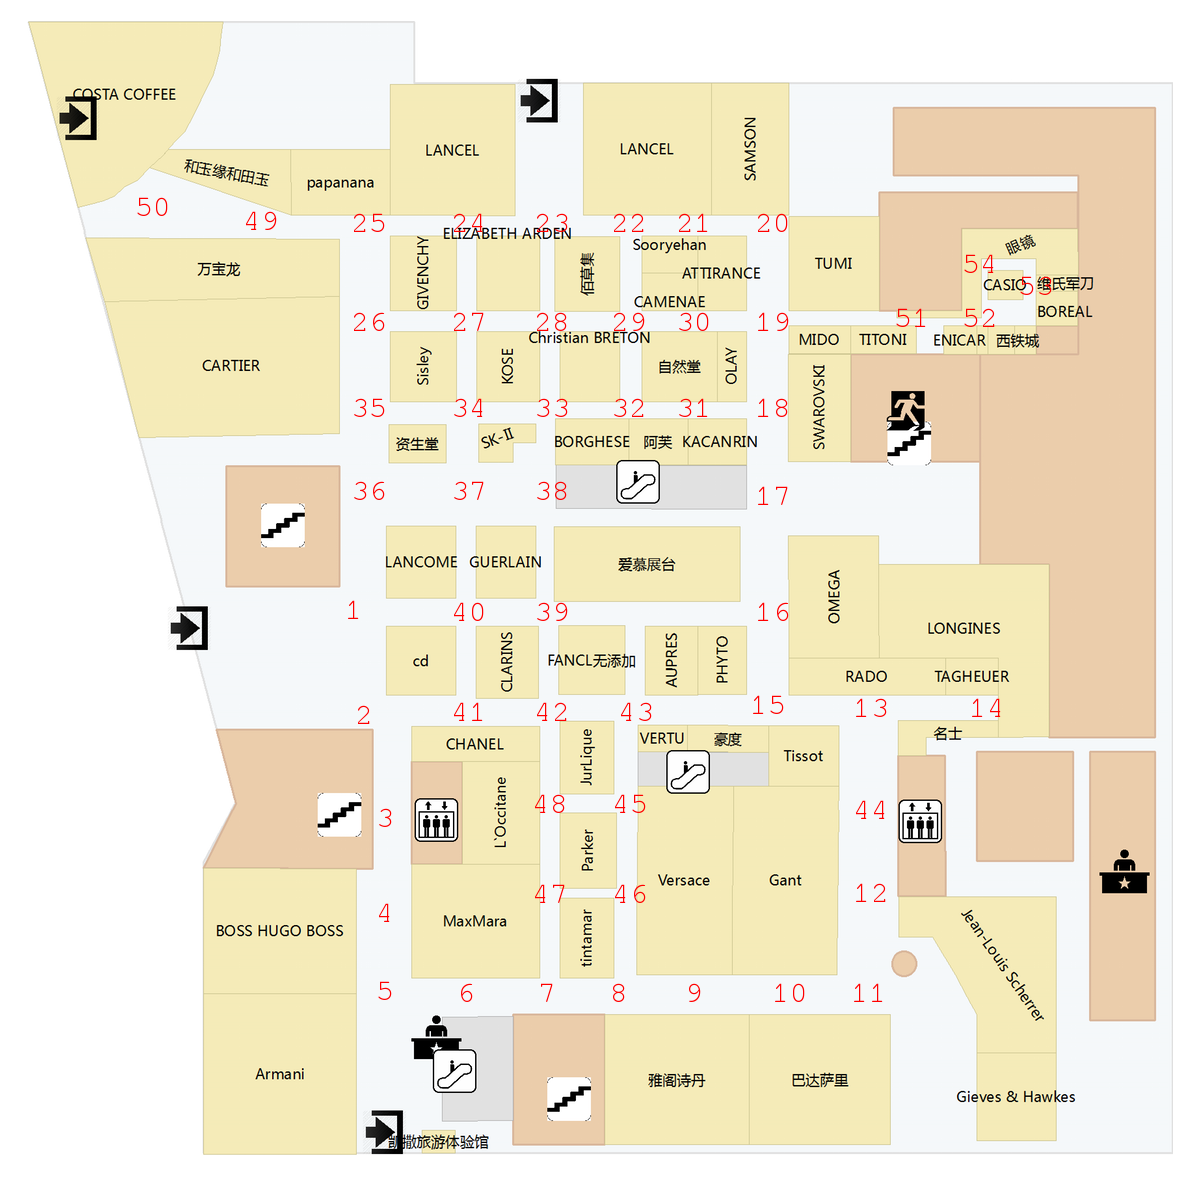 COSTA COFFEE
LANCEL
LANCEL
SAMSON
和玉缘和田玉
papanana
50
49
25
24
23
22
21
20
ELIZABETH ARDEN
Sooryehan
眼镜
万宝龙
GIVENCHY
佰草集
ATTIRANCE
TUMI
54
CASIO
53
维氏军刀
CAMENAE
BOREAL
26
27
28
29
30
19
51
52
Christian BRETON
MIDO
TITONI
ENICAR
西铁城
CARTIER
Sisley
KOSE
自然堂
OLAY
SWAROVSKI
35
34
33
32
31
18
资生堂
SK-II
BORGHESE
阿芙
KACANRIN
36
37
38
17
LANCOME
GUERLAIN
爱慕展台
OMEGA
1
40
39
16
LONGINES
cd
CLARINS
FANCL无添加
AUPRES
PHYTO
RADO
TAGHEUER
2
41
42
43
15
13
14
CHANEL
JurLique
VERTU
豪度
Tissot
名士
3
L`Occitane
48
45
44
Parker
Versace
Gant
47
46
12
4
MaxMara
tintamar
BOSS HUGO BOSS
Jean-Louis Scherrer
5
6
7
8
9
10
11
Armani
雅阁诗丹
巴达萨里
Gieves & Hawkes
凯撒旅游体验馆